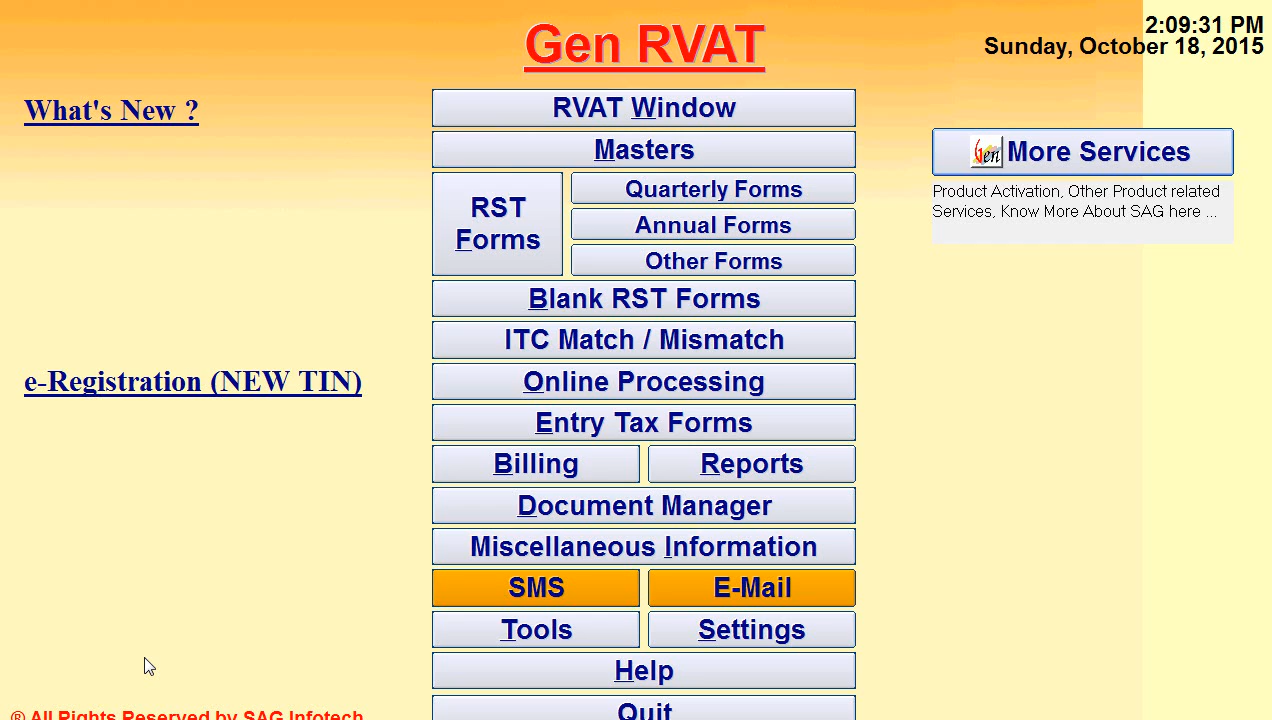 Gen RVAT
2:09:31 PM
Sunday, October 18, 2015
What's New ?
RVAT Window
Masters
RST
Forms
Quarterly Forms
Annual Forms
Other Forms
Blank RST Forms
ITC Match / Mismatch
Online Processing
Entry Tax Forms
Billing
Reports
Document Manager
Miscellaneous Information
SMS
E-Mail
Tools
Settings
Help
Quit
Gen More Services
Product Activation, Other Product related
Services, Know More About SAG here ...
e-Registration (NEW TIN)
® All Rights Reserved by SAG Infotech